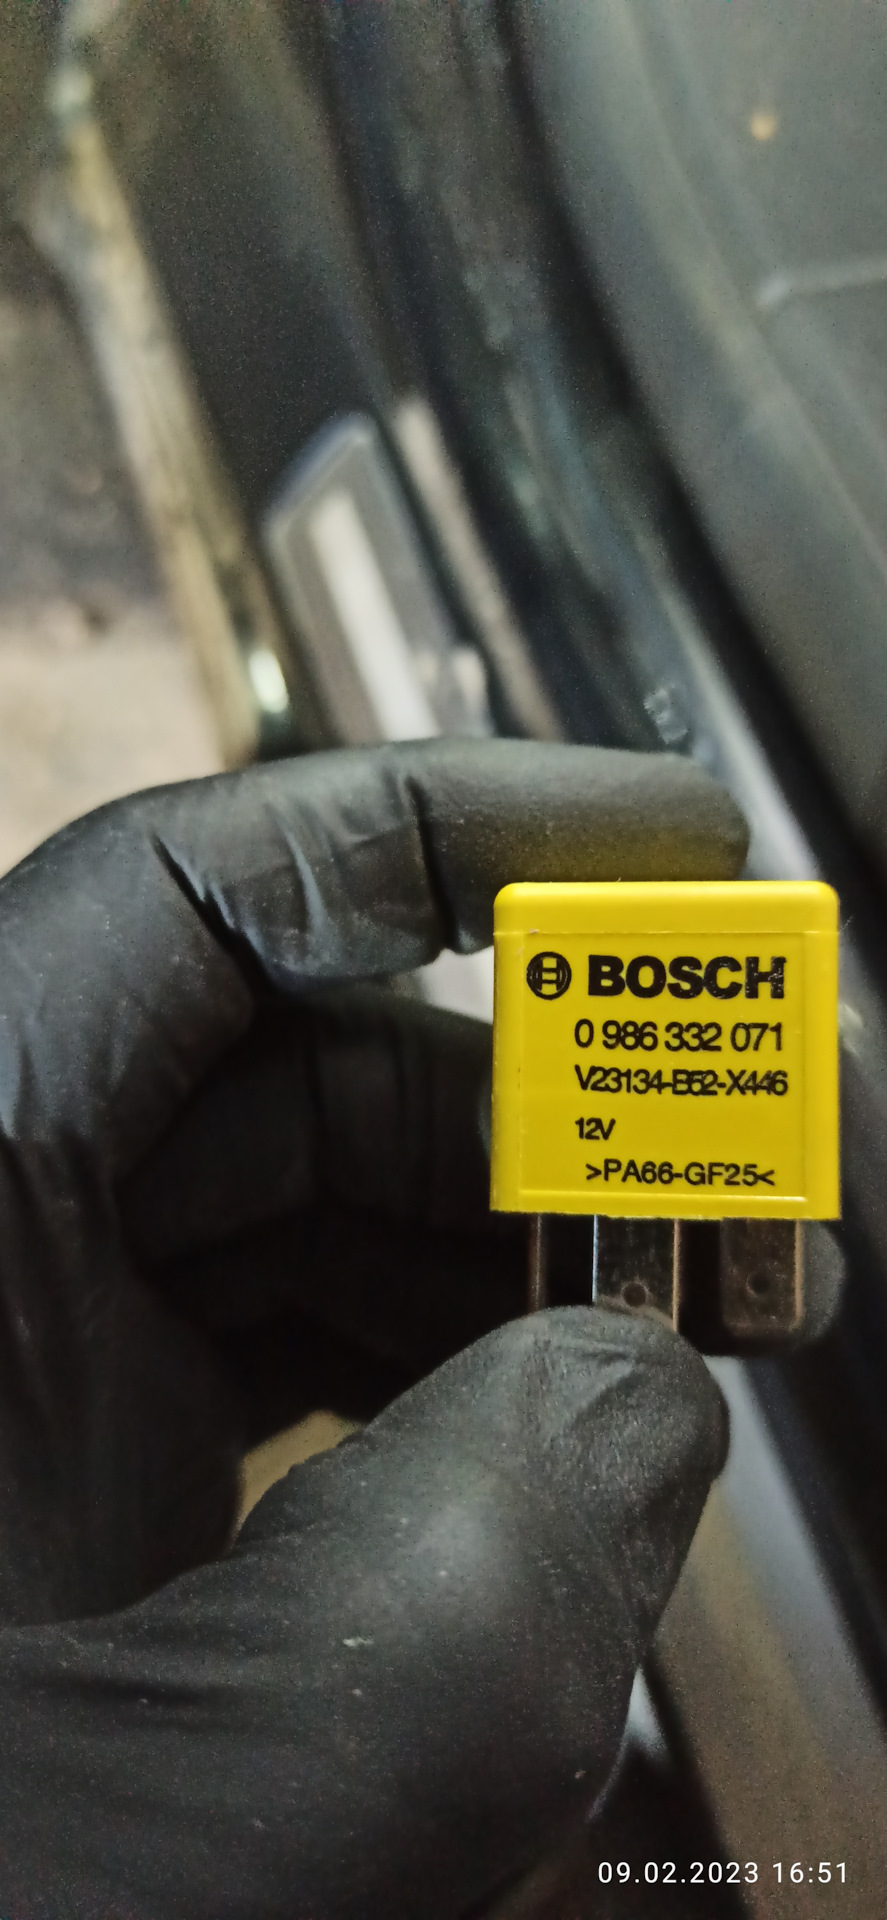 BOSCH
0 986 332 071
V23134-B52-X446
12V
>PA66-GF25<
09.02.2023 16:51